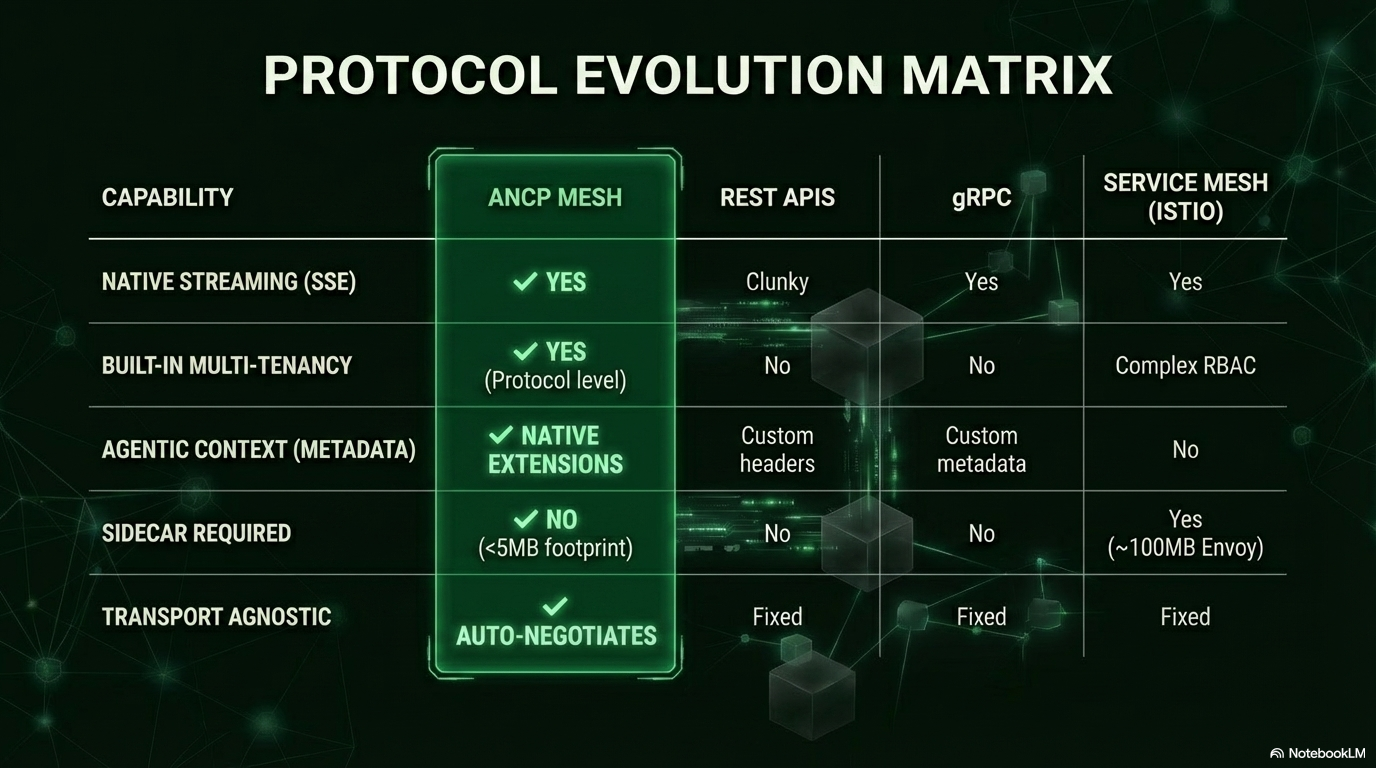 PROTOCOL EVOLUTION MATRIX
CAPABILITY
ANCP MESH
REST APIS
gRPC
SERVICE MESH
(ISTIO)
NATIVE STREAMING (SSE)
✓ YES
Clunky
Yes
Yes
BUILT-IN MULTI-TENANCY
✓ YES
(Protocol level)
No
No
Complex RBAC
AGENTIC CONTEXT (METADATA)
✓ NATIVE
EXTENSIONS
Custom
headers
Custom
metadata
No
SIDECAR REQUIRED
✓ NO
(<5MB footprint)
No
No
Yes
(~100MB Envoy)
TRANSPORT AGNOSTIC
✓
AUTO-NEGOTIATES
Fixed
Fixed
Fixed
NotebookLM